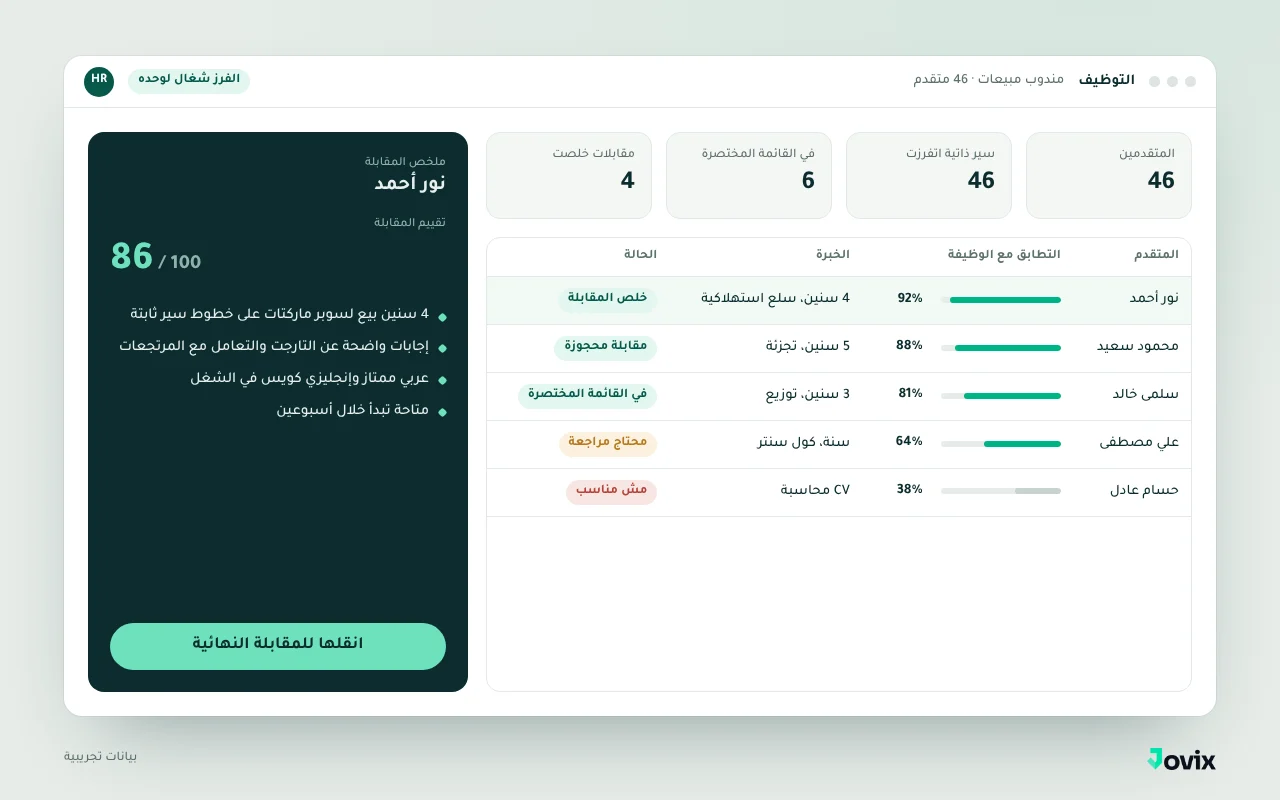 التوظيف
مندوب مبيعات · 46 متقدم
الفرز شغال لوحده
HR
المتقدمين
46
سير ذاتية اتفرزت
46
في القائمة المختصرة
6
مقابلات خلصت
4
المتقدم التطابق مع الوظيفة الخبرة الحالة
نور أحمد 92% 4 سنين، سلع استهلاكية خلص المقابلة
محمود سعيد 88% 5 سنين، تجزئة مقابلة محجوزة
سلمى خالد 81% 3 سنين، توزيع في القائمة المختصرة
علي مصطفى 64% سنة، كول سنتر محتاج مراجعة
حسام عادل 38% CV محاسبة مش مناسب
ملخص المقابلة
نور أحمد
تقييم المقابلة
86 / 100
4 سنين بيع لسوبر ماركتات على خطوط سير ثابتة
إجابات واضحة عن التارجت والتعامل مع المرتجعات
عربي ممتاز وإنجليزي كويس في الشغل
متاحة تبدأ خلال أسبوعين
انقلها للمقابلة النهائية
Jovix
بيانات تجريبية